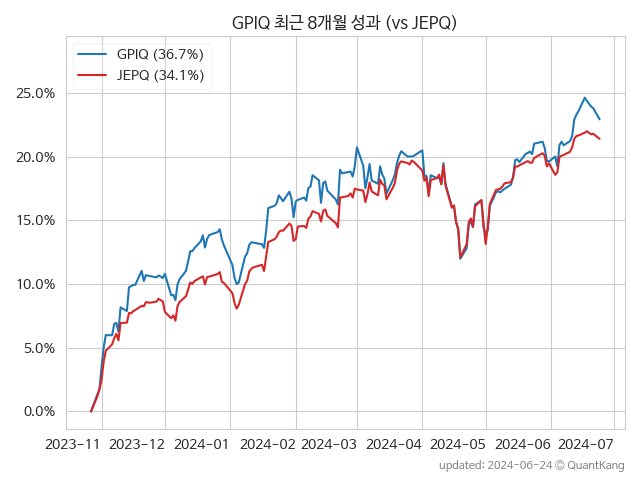 GPIQ 최근 8개월 성과 (vs JEPQ)
GPIQ (36.7%)
JEPQ (34.1%)
25.0%
20.0%
15.0%
10.0%
5.0%
0.0%
2023-11 2023-12 2024-01 2024-02 2024-03 2024-04 2024-05 2024-06 2024-07
updated: 2024-06-24 © QuantKang